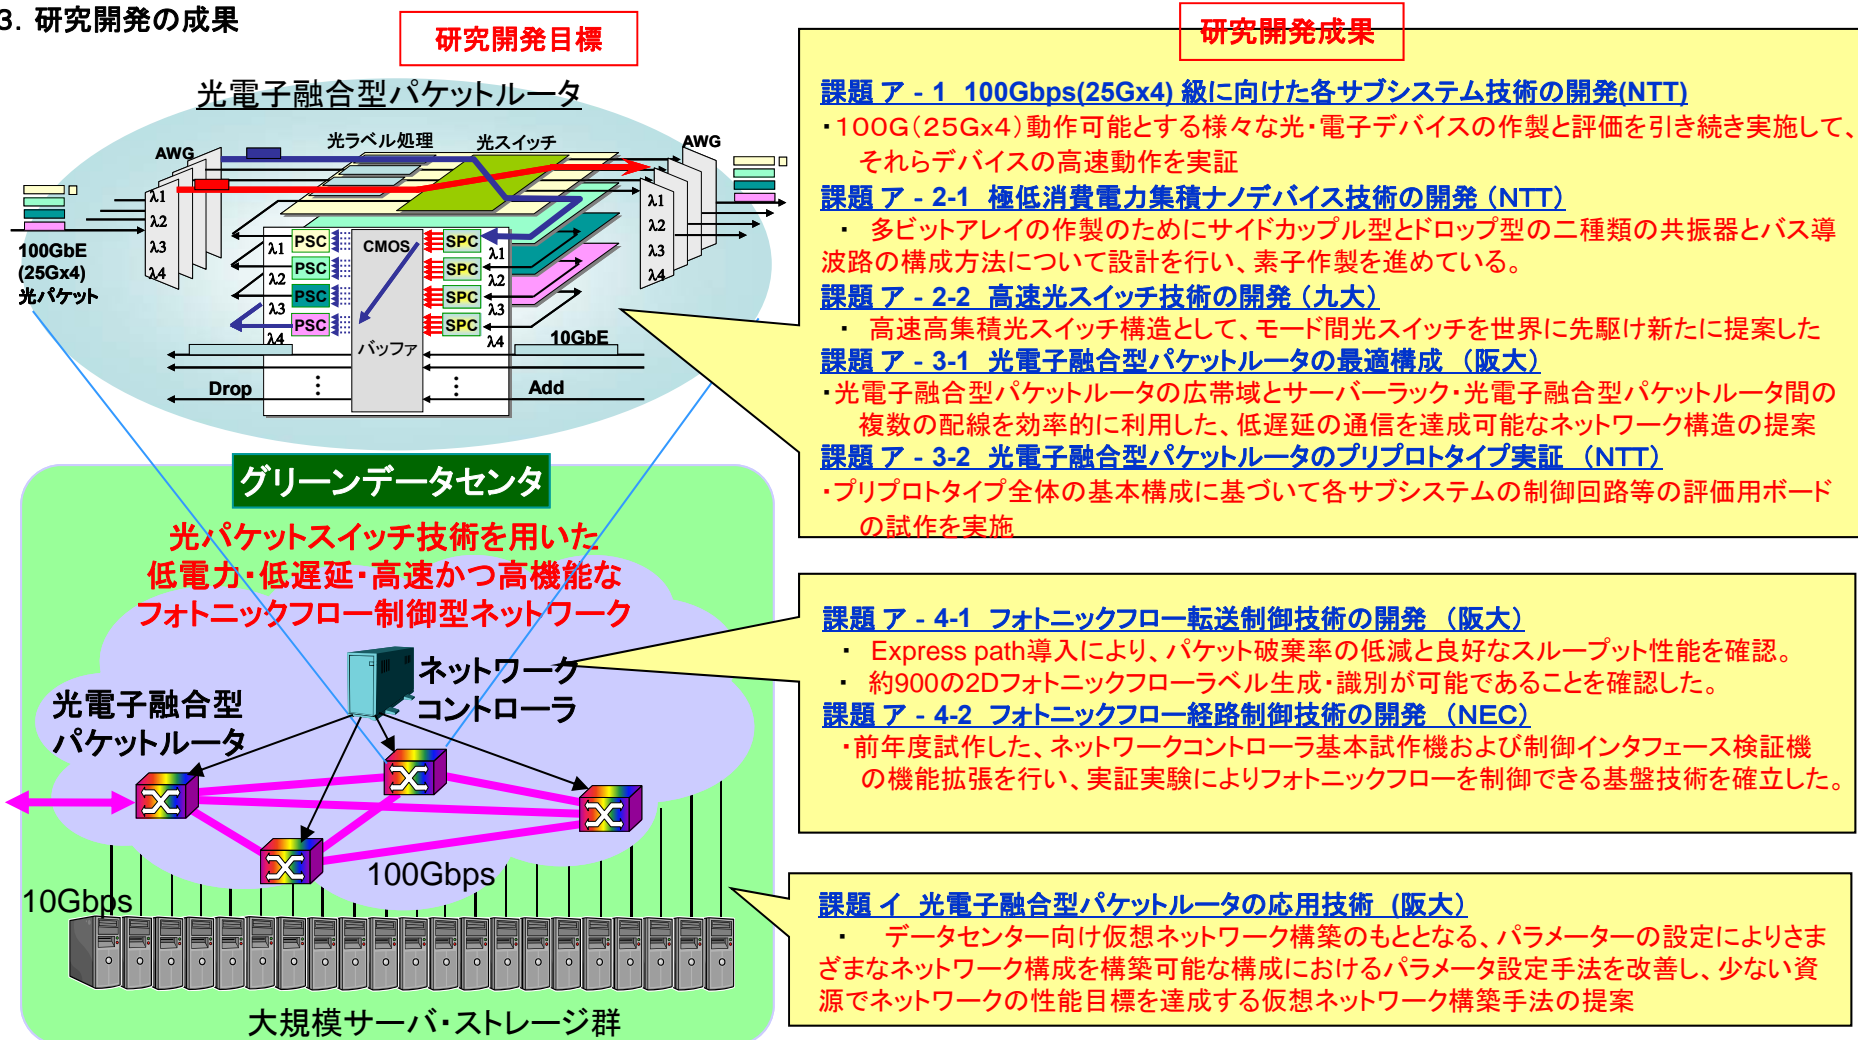 3. 研究開発の成果
研究開発目標
光電子融合型パケットルータ
光ラベル処理
光スイッチ
AWG
AWG
λ1
λ2
λ3
λ4
100GbE
(25Gx4)
光パケット
λ1
λ2
λ3
λ4
PSC
PSC
PSC
PSC
CMOS
バッファ
SPC
SPC
SPC
SPC
λ1
λ2
λ3
λ4
λ1
λ2
λ3
λ4
10GbE
Drop
⋮
⋮
Add
グリーンデータセンタ
光パケットスイッチ技術を用いた
低電力・低遅延・高速かつ高機能な
フォトニックフロー制御型ネットワーク
ネットワーク
コントローラ
光電子融合型
パケットルータ
100Gbps
10Gbps
大規模サーバ・ストレージ群
研究開発成果
課題 ア - 1 100Gbps(25Gx4) 級に向けた各サブシステム技術の開発(NTT)
・100G(25Gx4)動作可能とする様々な光・電子デバイスの作製と評価を引き続き実施して、
それらデバイスの高速動作を実証
課題 ア - 2-1 極低消費電力集積ナノデバイス技術の開発 (NTT)
・ 多ビットアレイの作製のためにサイドカップル型とドロップ型の二種類の共振器とバス導
波路の構成方法について設計を行い、素子作製を進めている。
課題 ア - 2-2 高速光スイッチ技術の開発 (九大)
・ 高速高集積光スイッチ構造として、モード間光スイッチを世界に先駆け新たに提案した
課題 ア - 3-1 光電子融合型パケットルータの最適構成 (阪大)
・光電子融合型パケットルータの広帯域とサーバーラック・光電子融合型パケットルータ間の
複数の配線を効率的に利用した、低遅延の通信を達成可能なネットワーク構造の提案
課題 ア - 3-2 光電子融合型パケットルータのプリプロトタイプ実証 (NTT)
・プリプロトタイプ全体の基本構成に基づいて各サブシステムの制御回路等の評価用ボード
の試作を実施
課題 ア - 4-1 フォトニックフロー転送制御技術の開発 (阪大)
・ Express path導入により、パケット破棄率の低減と良好なスループット性能を確認。
・ 約900の2Dフォトニックフローラベル生成・識別が可能であることを確認した。
課題 ア - 4-2 フォトニックフロー経路制御技術の開発 (NEC)
・前年度試作した、ネットワークコントローラ基本試作機および制御インタフェース検証機
の機能拡張を行い、実証実験によりフォトニックフローを制御できる基盤技術を確立した。
課題 イ 光電子融合型パケットルータの応用技術 (阪大)
・ データセンター向け仮想ネットワーク構築のもととなる、パラメーターの設定によりさま
ざまなネットワーク構成を構築可能な構成におけるパラメータ設定手法を改善し、少ない資
源でネットワークの性能目標を達成する仮想ネットワーク構築手法の提案